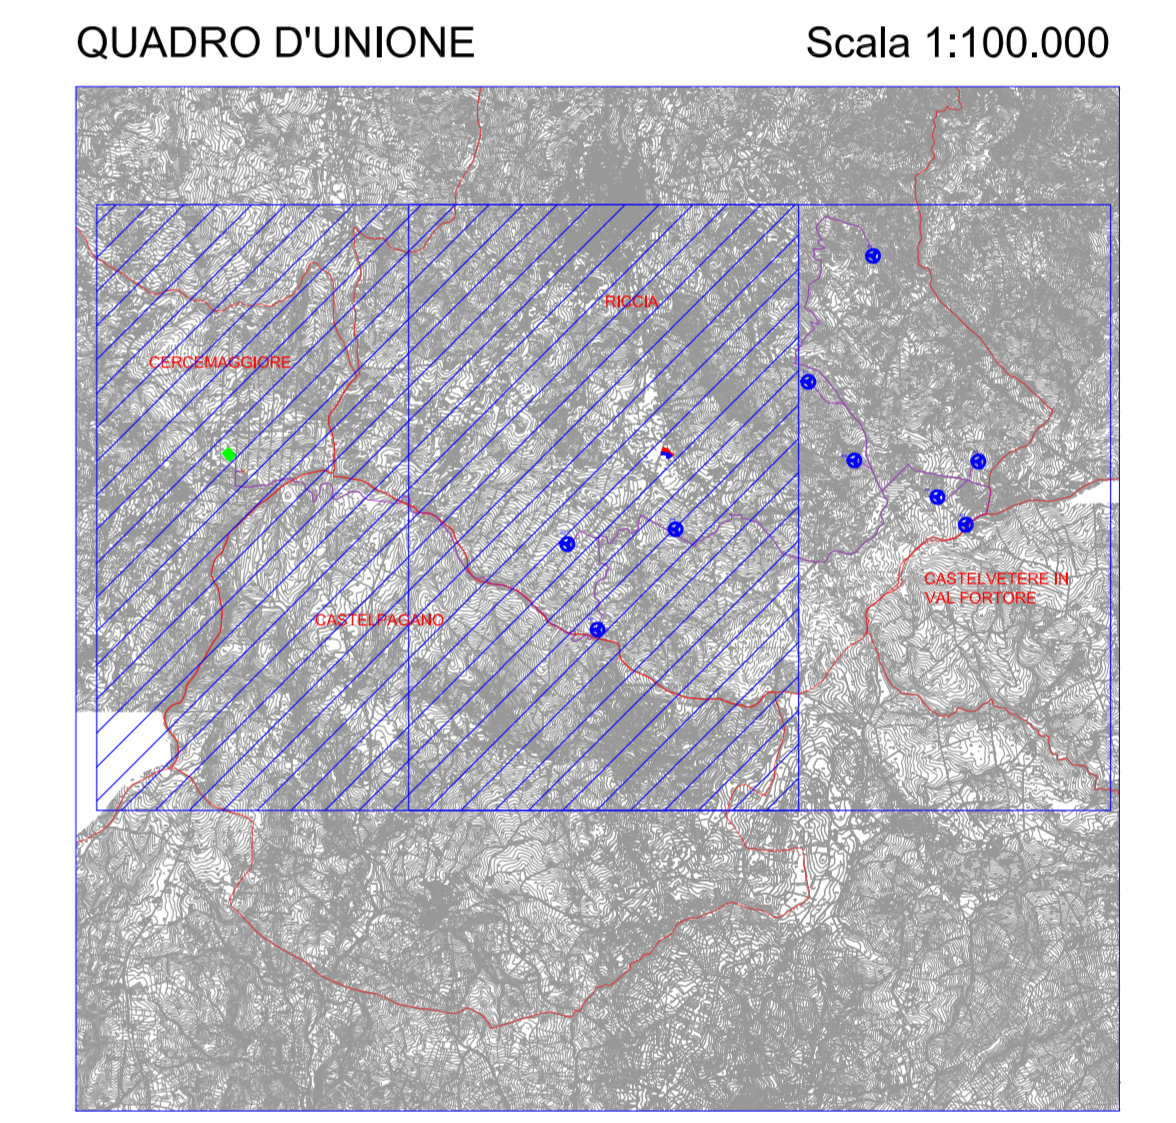 QUADRO D'UNIONE
Scala 1:100.000
RICCIA
CERCEMAGGIORE
CASTELVETERE IN
VAL FORTORE
CASTELPAGANO